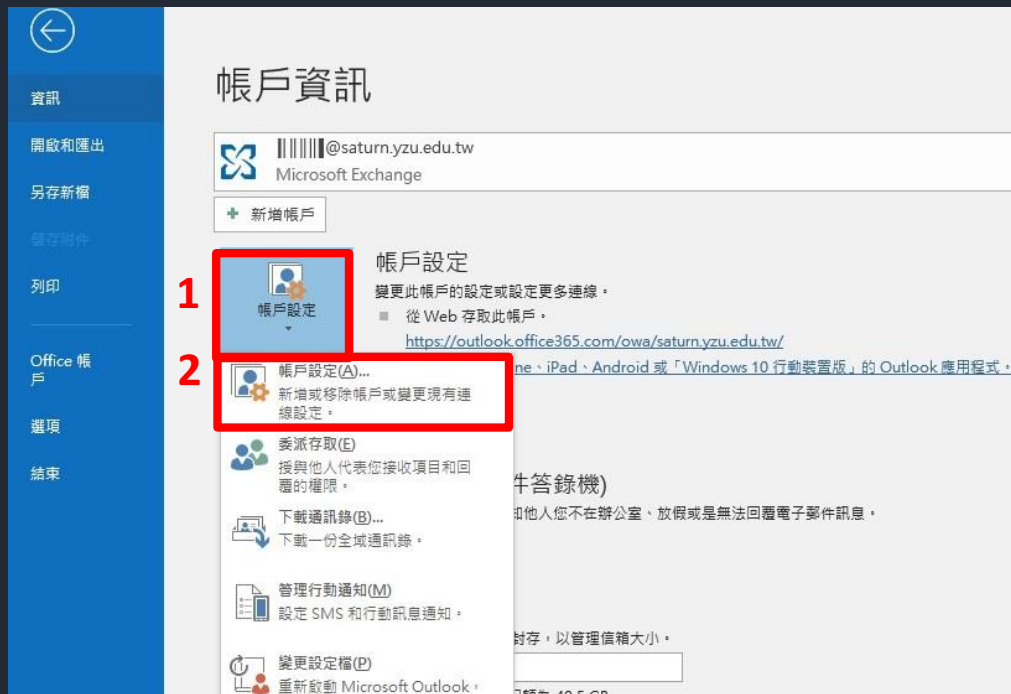 帳戶資訊
資訊
開啟和匯出
另存新檔
儲存附件
列印
Office 帳
戶
選項
結束
@saturn.yzu.edu.tw
Microsoft Exchange
新增帳戶
1
帳戶設定
帳戶設定
變更此帳戶的設定或設定更多連線。
從 Web 存取此帳戶。
https://outlook.office365.com/owa/saturn.yzu.edu.tw/
ne、iPad、Android 或「Windows 10 行動裝置版」的 Outlook 應用程式。
2
帳戶設定(A)...
新增或移除帳戶或變更現有連
線設定。
委派存取(E)
授與他人代表您接收項目和回
覆的權限。
件答錄機)
知他人您不在辦公室、放假或是無法回覆電子郵件訊息。
下載通訊錄(B)...
下載一份全域通訊錄。
管理行動通知(M)
設定 SMS 和行動訊息通知。
封存，以管理信箱大小。
變更設定檔(P)
重新啟動 Microsoft Outlook，